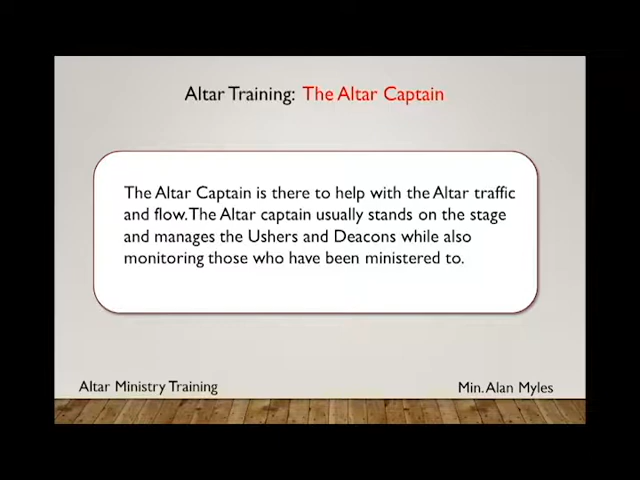 Altar Training: The Altar Captain
The Altar Captain is there to help with the Altar traffic
and flow. The Altar captain usually stands on the stage
and manages the Ushers and Deacons while also
monitoring those who have been ministered to.
Altar Ministry Training
Min. Alan Myles